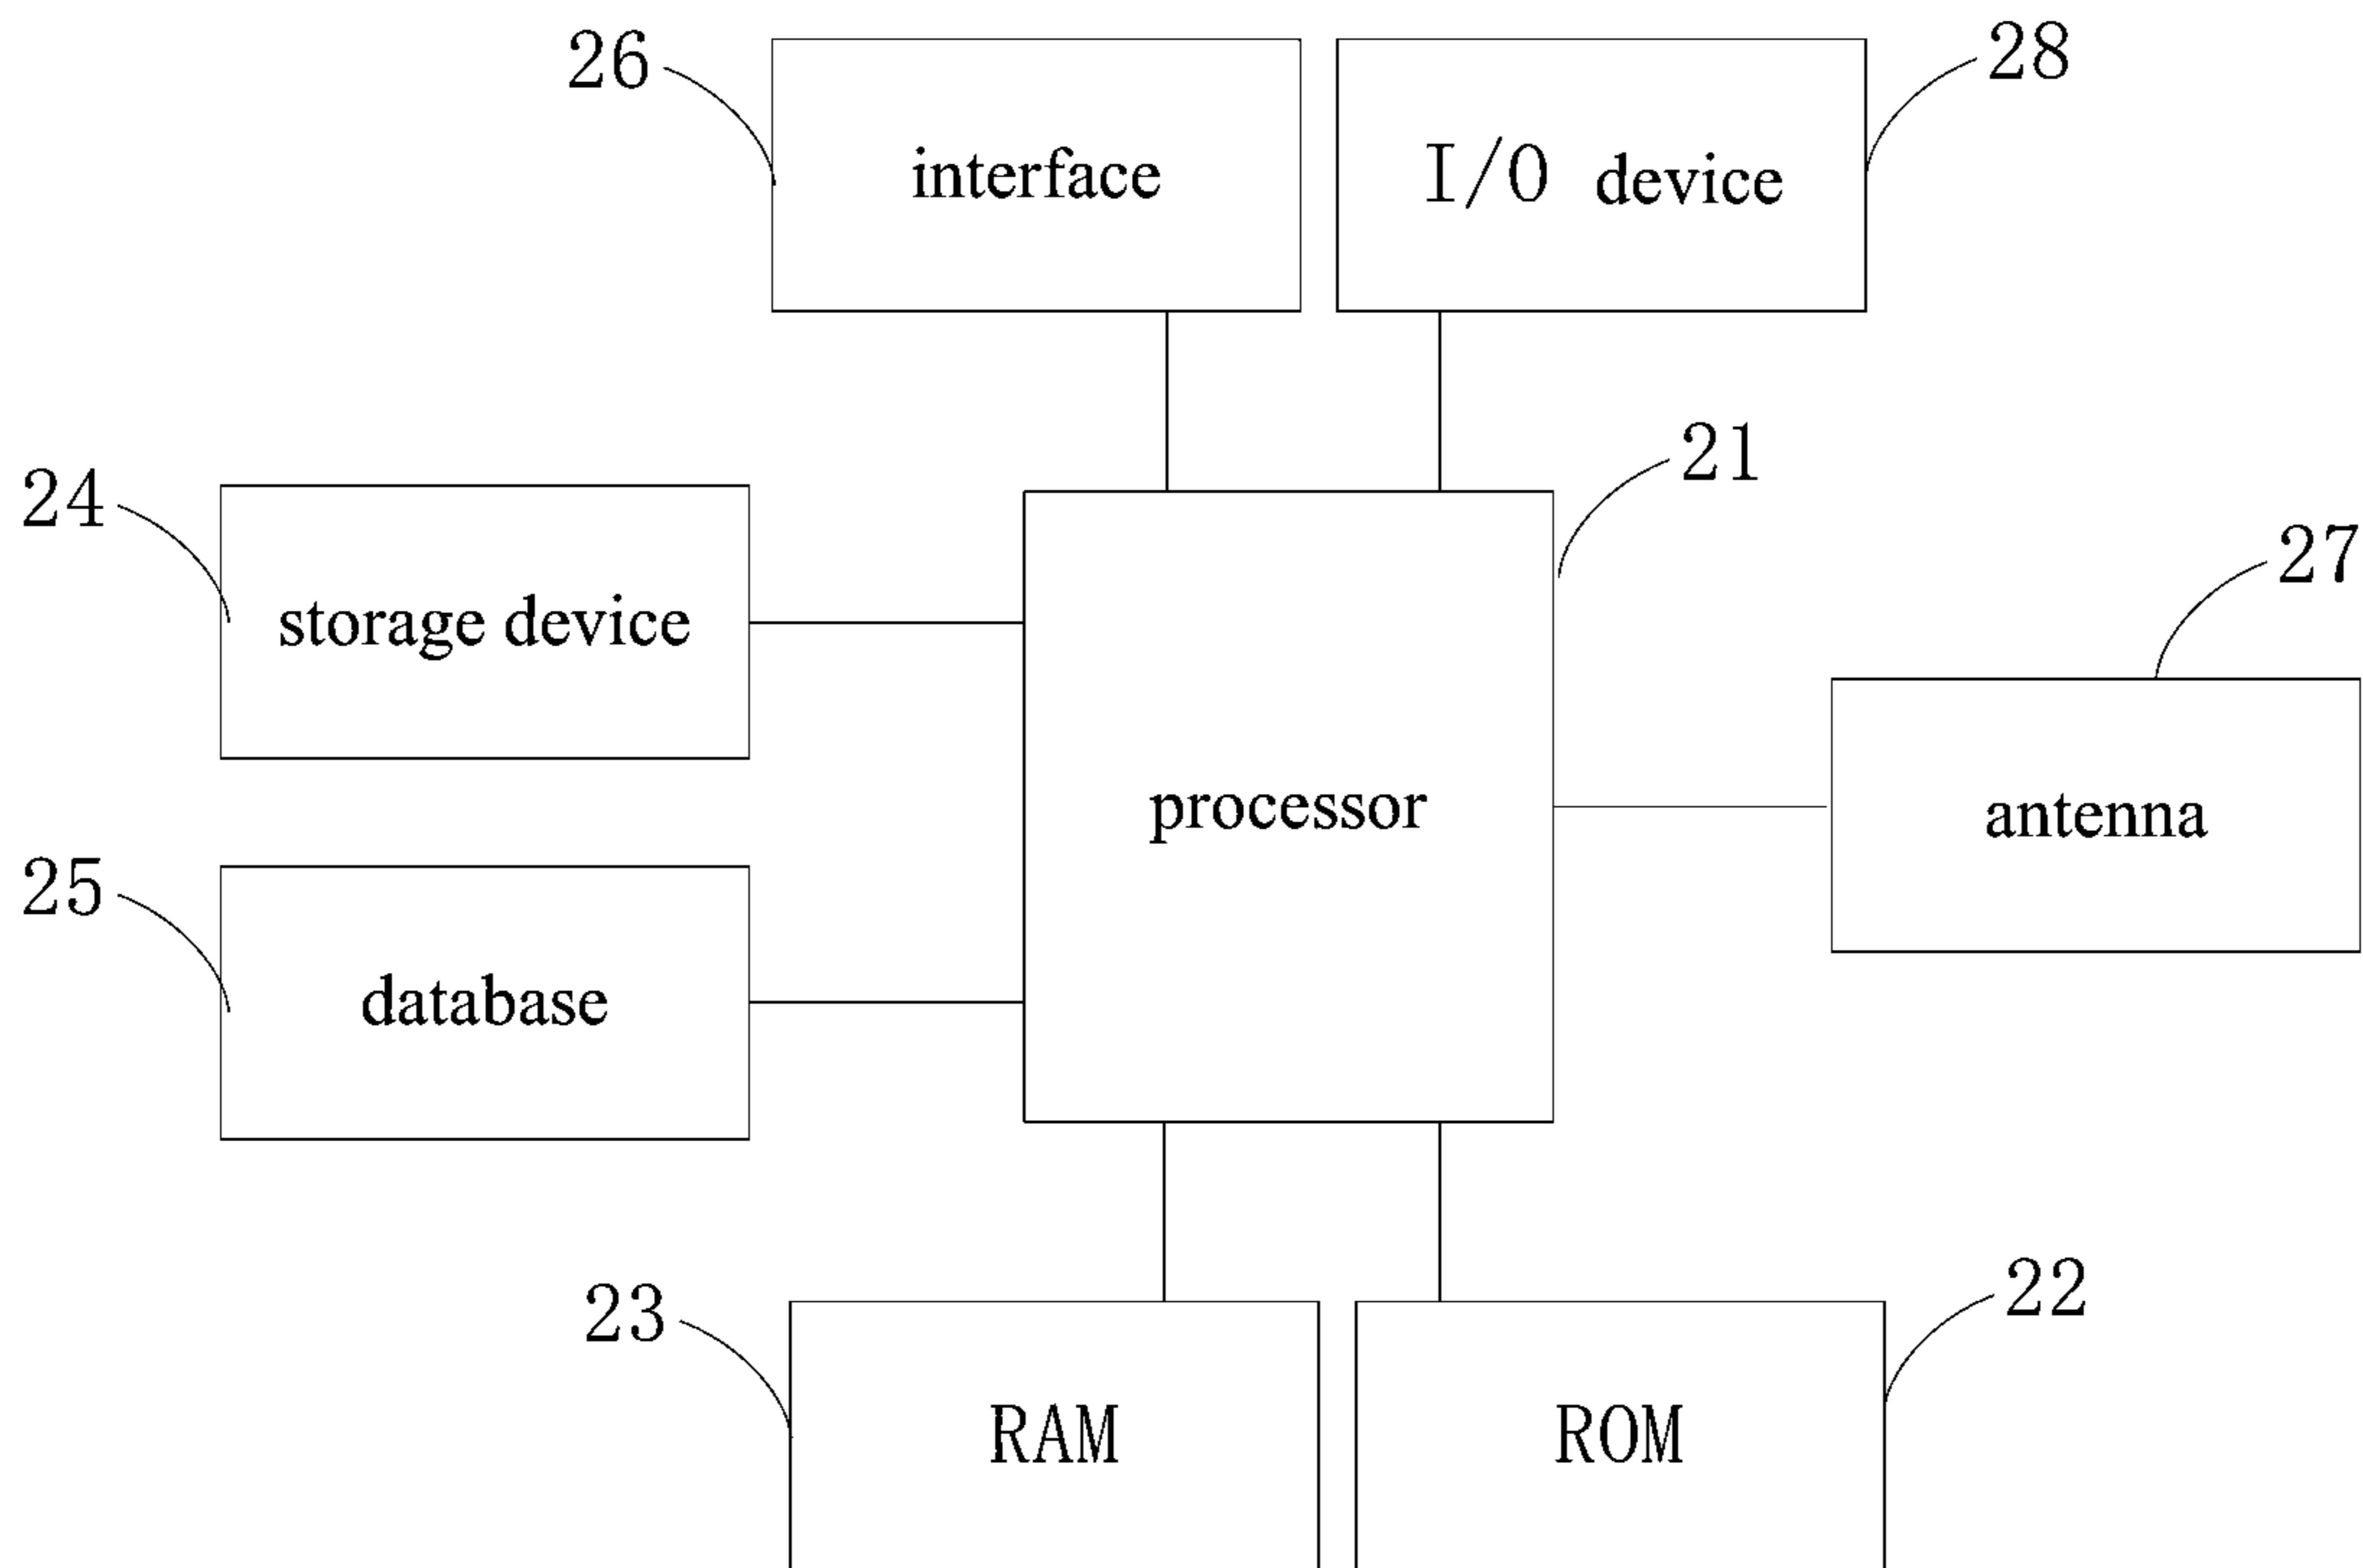 26
28
interface
I/O device
21
24
27
storage device
processor
antenna
25
database
23
22
RAM
ROM